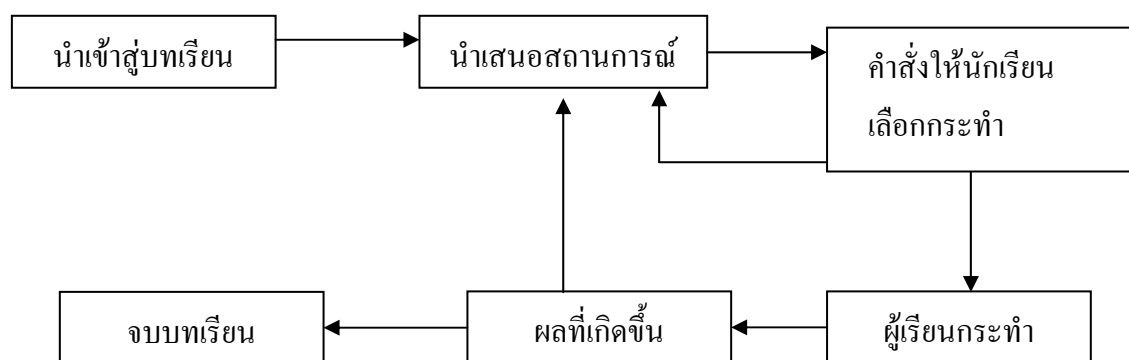 นำเข้าสู่บทเรียน
นำเสนอสถานการณ์
คำสั่งให้นักเรียน
เลือกกระทำ
จบบทเรียน
ผลที่เกิดขึ้น
ผู้เรียนกระทำ